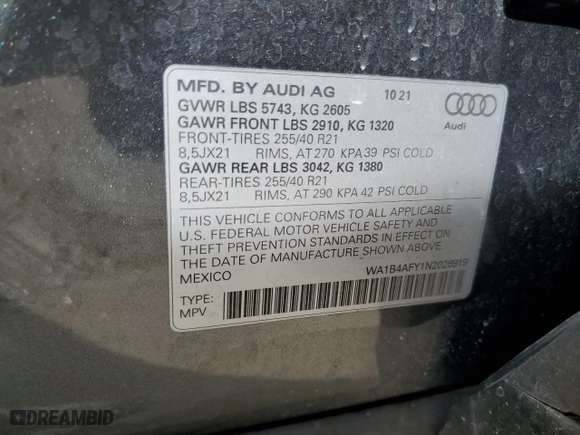 MFD. BY AUDI AG 10 21
GVWR LBS 5743, KG 2605
GAWR FRONT LBS 2910, KG 1320
FRONT-TIRES 255/40 R21
8,5JX21 RIMS, AT 270 KPA 39 PSI COLD
GAWR REAR LBS 3042, KG 1380
REAR-TIRES 255/40 R21
8,5JX21 RIMS, AT 290 KPA 42 PSI COLD
Audi
THIS VEHICLE CONFORMS TO ALL APPLICABLE
U.S. FEDERAL MOTOR VEHICLE SAFETY AND
THEFT PREVENTION STANDARDS IN EFFECT ON
THE DATE OF MANUFACTURE SHOWN ABOVE.
MEXICO WA1B4AFY1N2028919
TYPE:
MPV
DREAMBID